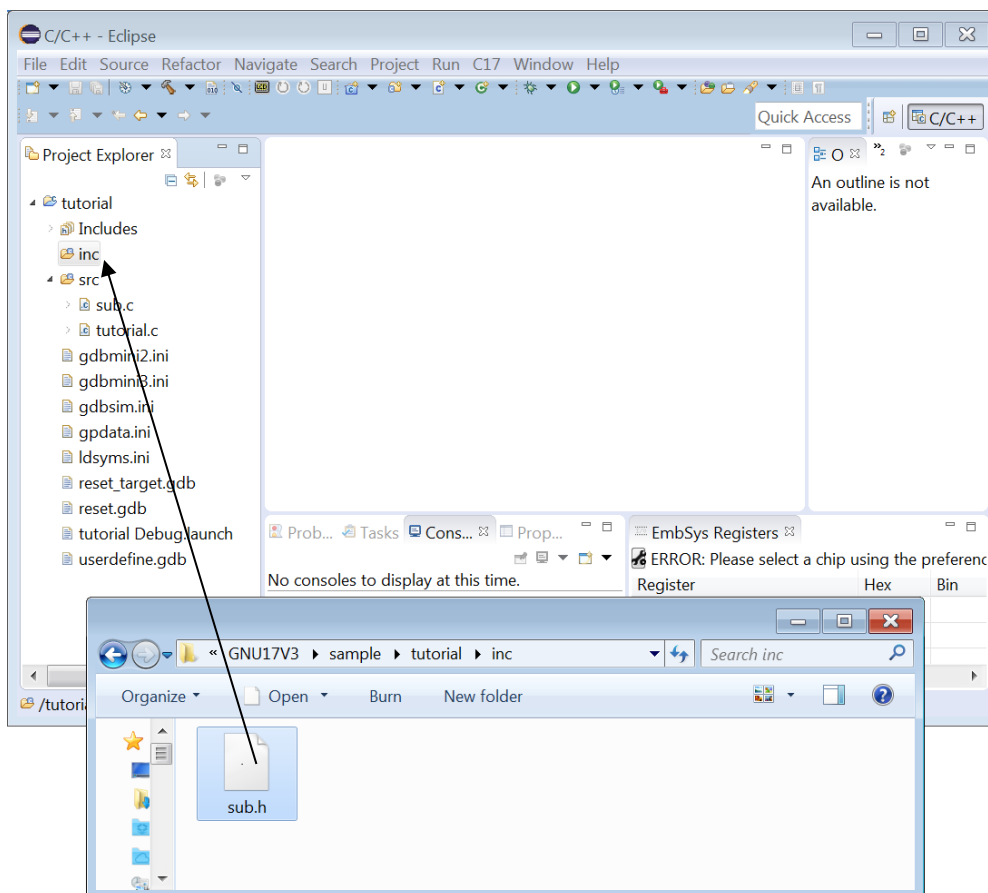 C/C++ - Eclipse
File Edit Source Refactor Navigate Search Project Run C17 Window Help
Quick Access
C/C++
Project Explorer
tutorial
Includes
inc
src
sub.c
tutorial.c
gdbmini2.ini
gdbmini3.ini
gdbsim.ini
gpdata.ini
ldsyms.ini
reset_target.gdb
reset.gdb
tutorial Debug.launch
userdefine.gdb
O
»2
An outline is not
available.
Prob... Tasks Cons... Prop...
No consoles to display at this time.
EmbSys Registers
ERROR: Please select a chip using the preferenc
Register Hex Bin
/tutori
« GNU17V3 sample tutorial inc
Search inc
Organize Open Burn New folder
sub.h